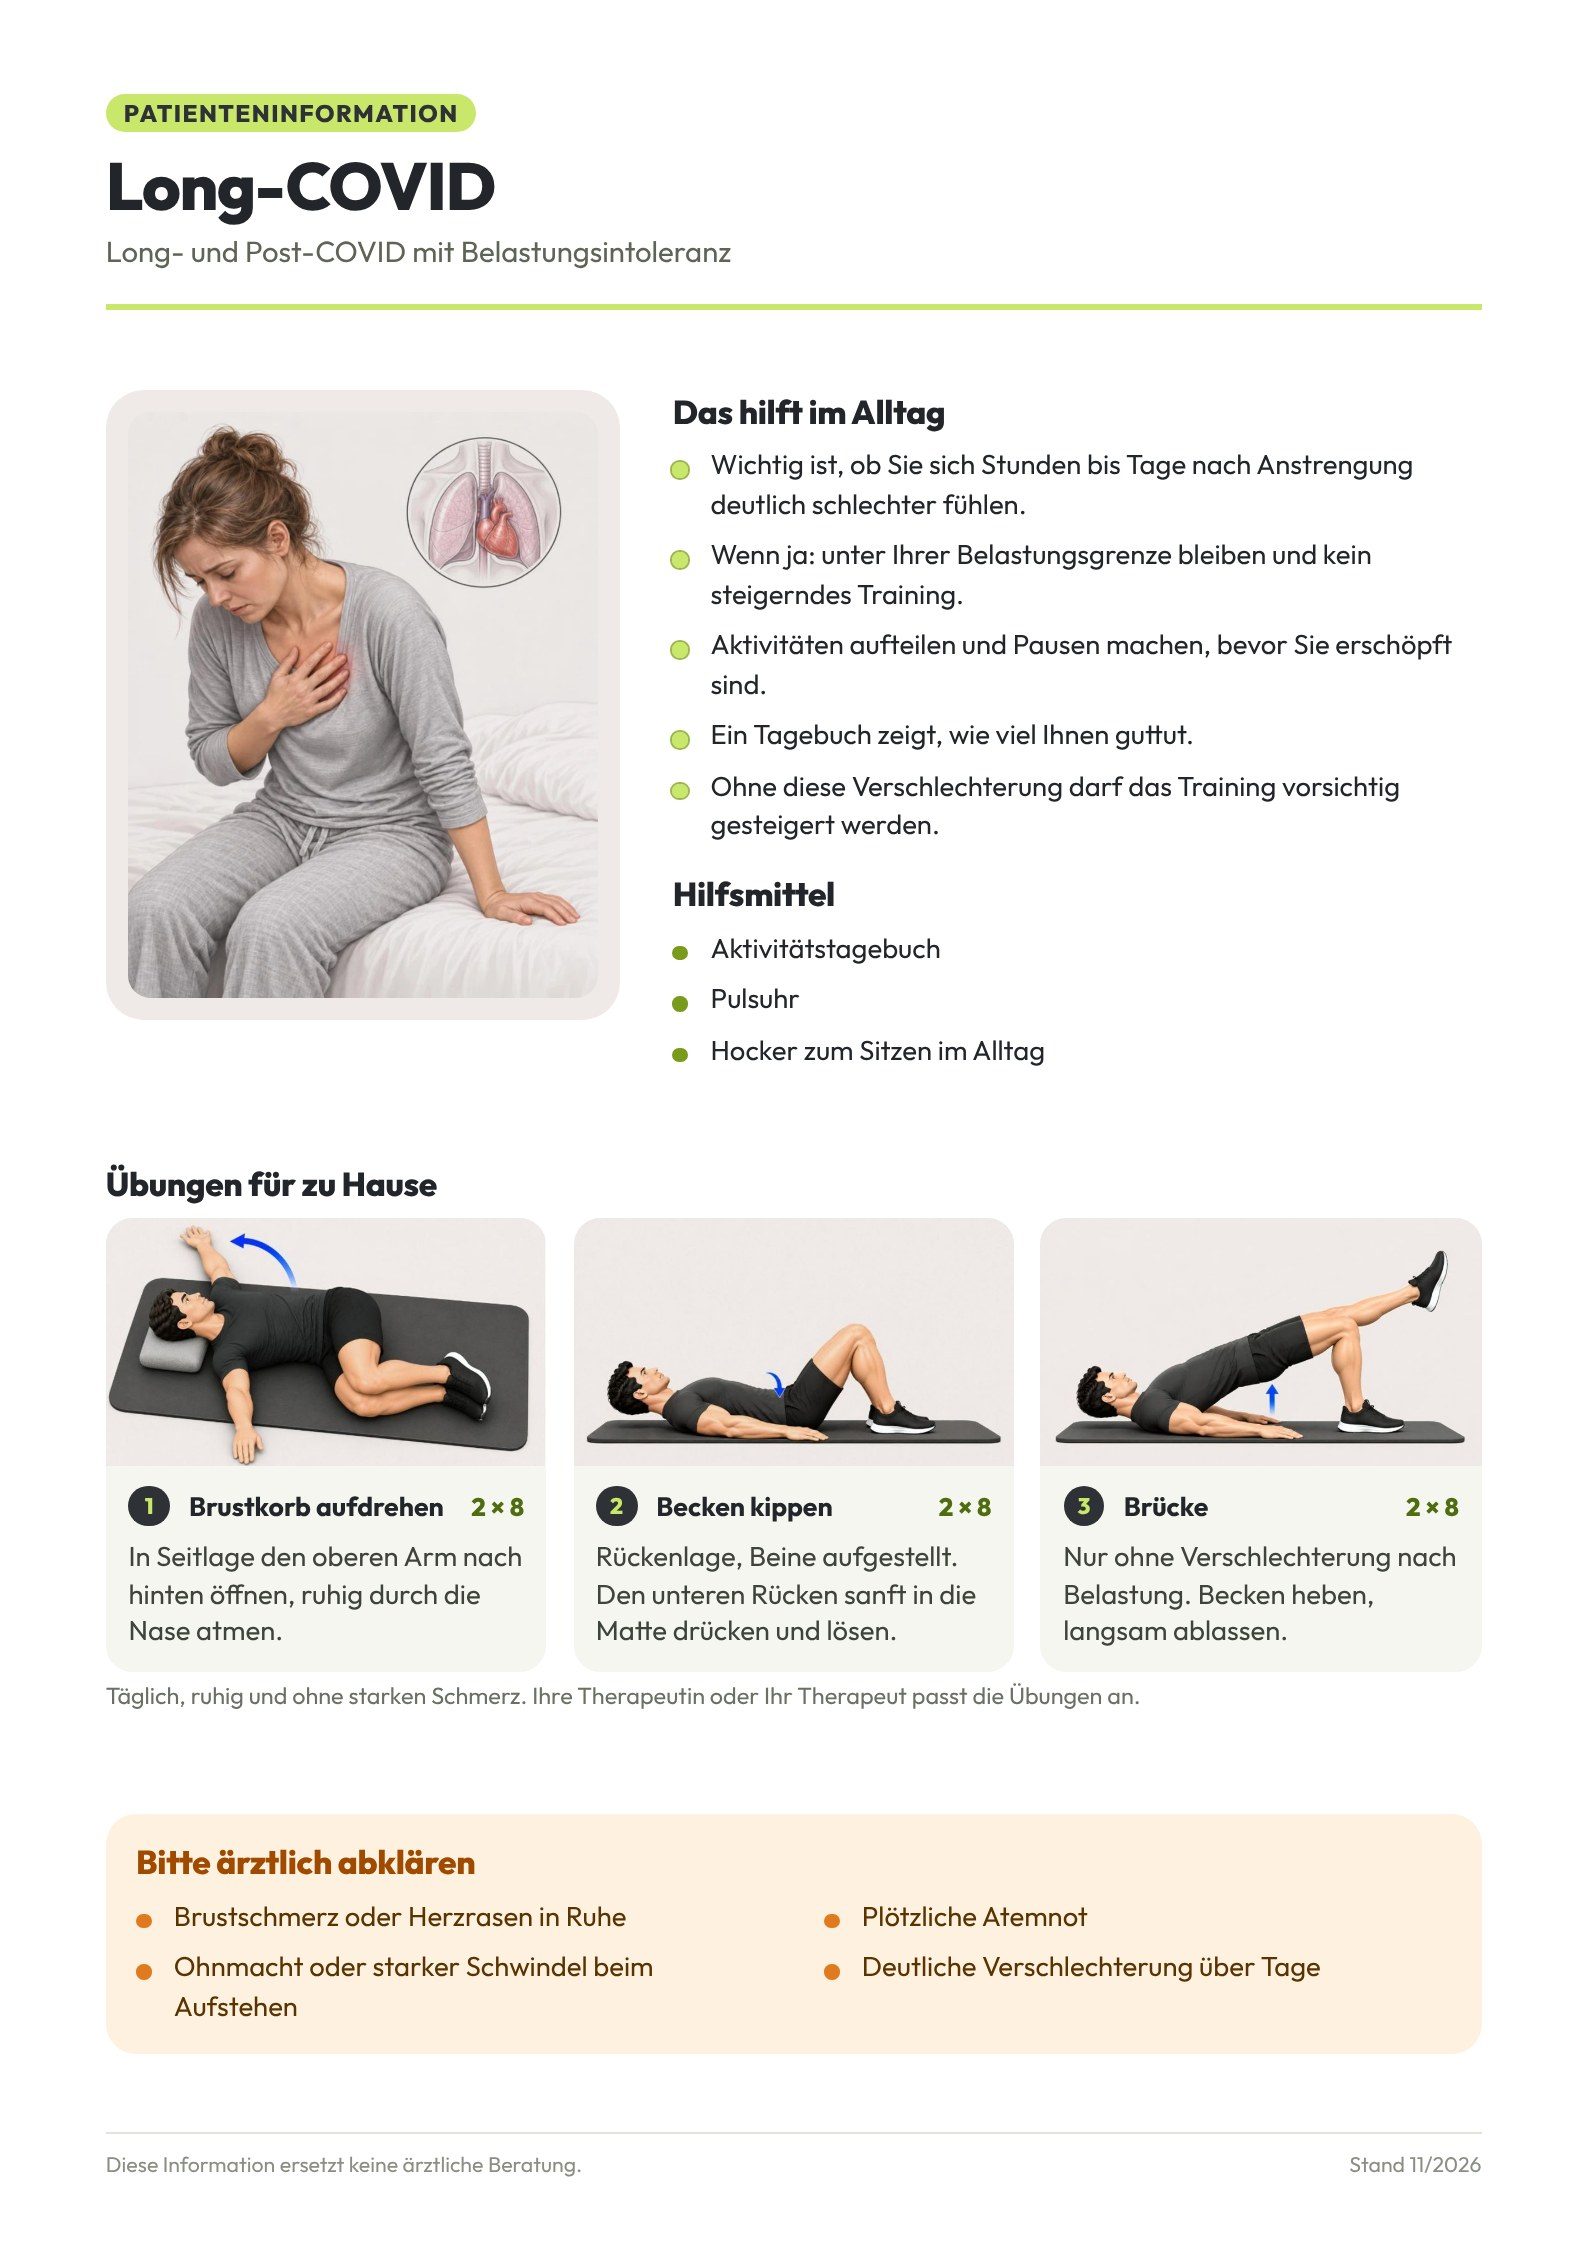 PATIENTENINFORMATION
Long-COVID
Long- und Post-COVID mit Belastungsintoleranz
Das hilft im Alltag
Wichtig ist, ob Sie sich Stunden bis Tage nach Anstrengung
deutlich schlechter fühlen.
Wenn ja: unter Ihrer Belastungsgrenze bleiben und kein
steigerndes Training.
Aktivitäten aufteilen und Pausen machen, bevor Sie erschöpft
sind.
Ein Tagebuch zeigt, wie viel Ihnen guttut.
Ohne diese Verschlechterung darf das Training vorsichtig
gesteigert werden.
Hilfsmittel
Aktivitätstagebuch
Pulsuhr
Hocker zum Sitzen im Alltag
Übungen für zu Hause
1 Brustkorb aufdrehen 2 × 8
In Seitlage den oberen Arm nach
hinten öffnen, ruhig durch die
Nase atmen.
2 Becken kippen 2 × 8
Rückenlage, Beine aufgestellt.
Den unteren Rücken sanft in die
Matte drücken und lösen.
3 Brücke 2 × 8
Nur ohne Verschlechterung nach
Belastung. Becken heben,
langsam ablassen.
Täglich, ruhig und ohne starken Schmerz. Ihre Therapeutin oder Ihr Therapeut passt die Übungen an.
Bitte ärztlich abklären
Brustschmerz oder Herzrasen in Ruhe
Ohnmacht oder starker Schwindel beim
Aufstehen
Plötzliche Atemnot
Deutliche Verschlechterung über Tage
Diese Information ersetzt keine ärztliche Beratung.
Stand 11/2026